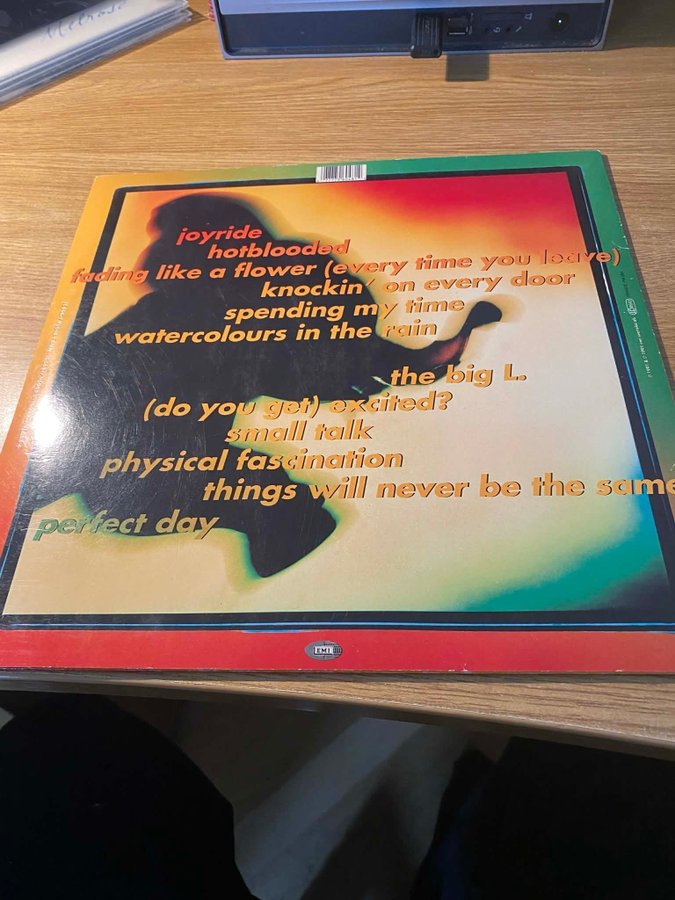 Melrose
joyride
hotblooded
fading like a flower (every time you leave)
knockin' on every door
spending my time
watercolours in the rain
the big L.
(do you get) excited?
small talk
physical fascination
things will never be the same
perfect day
EMI